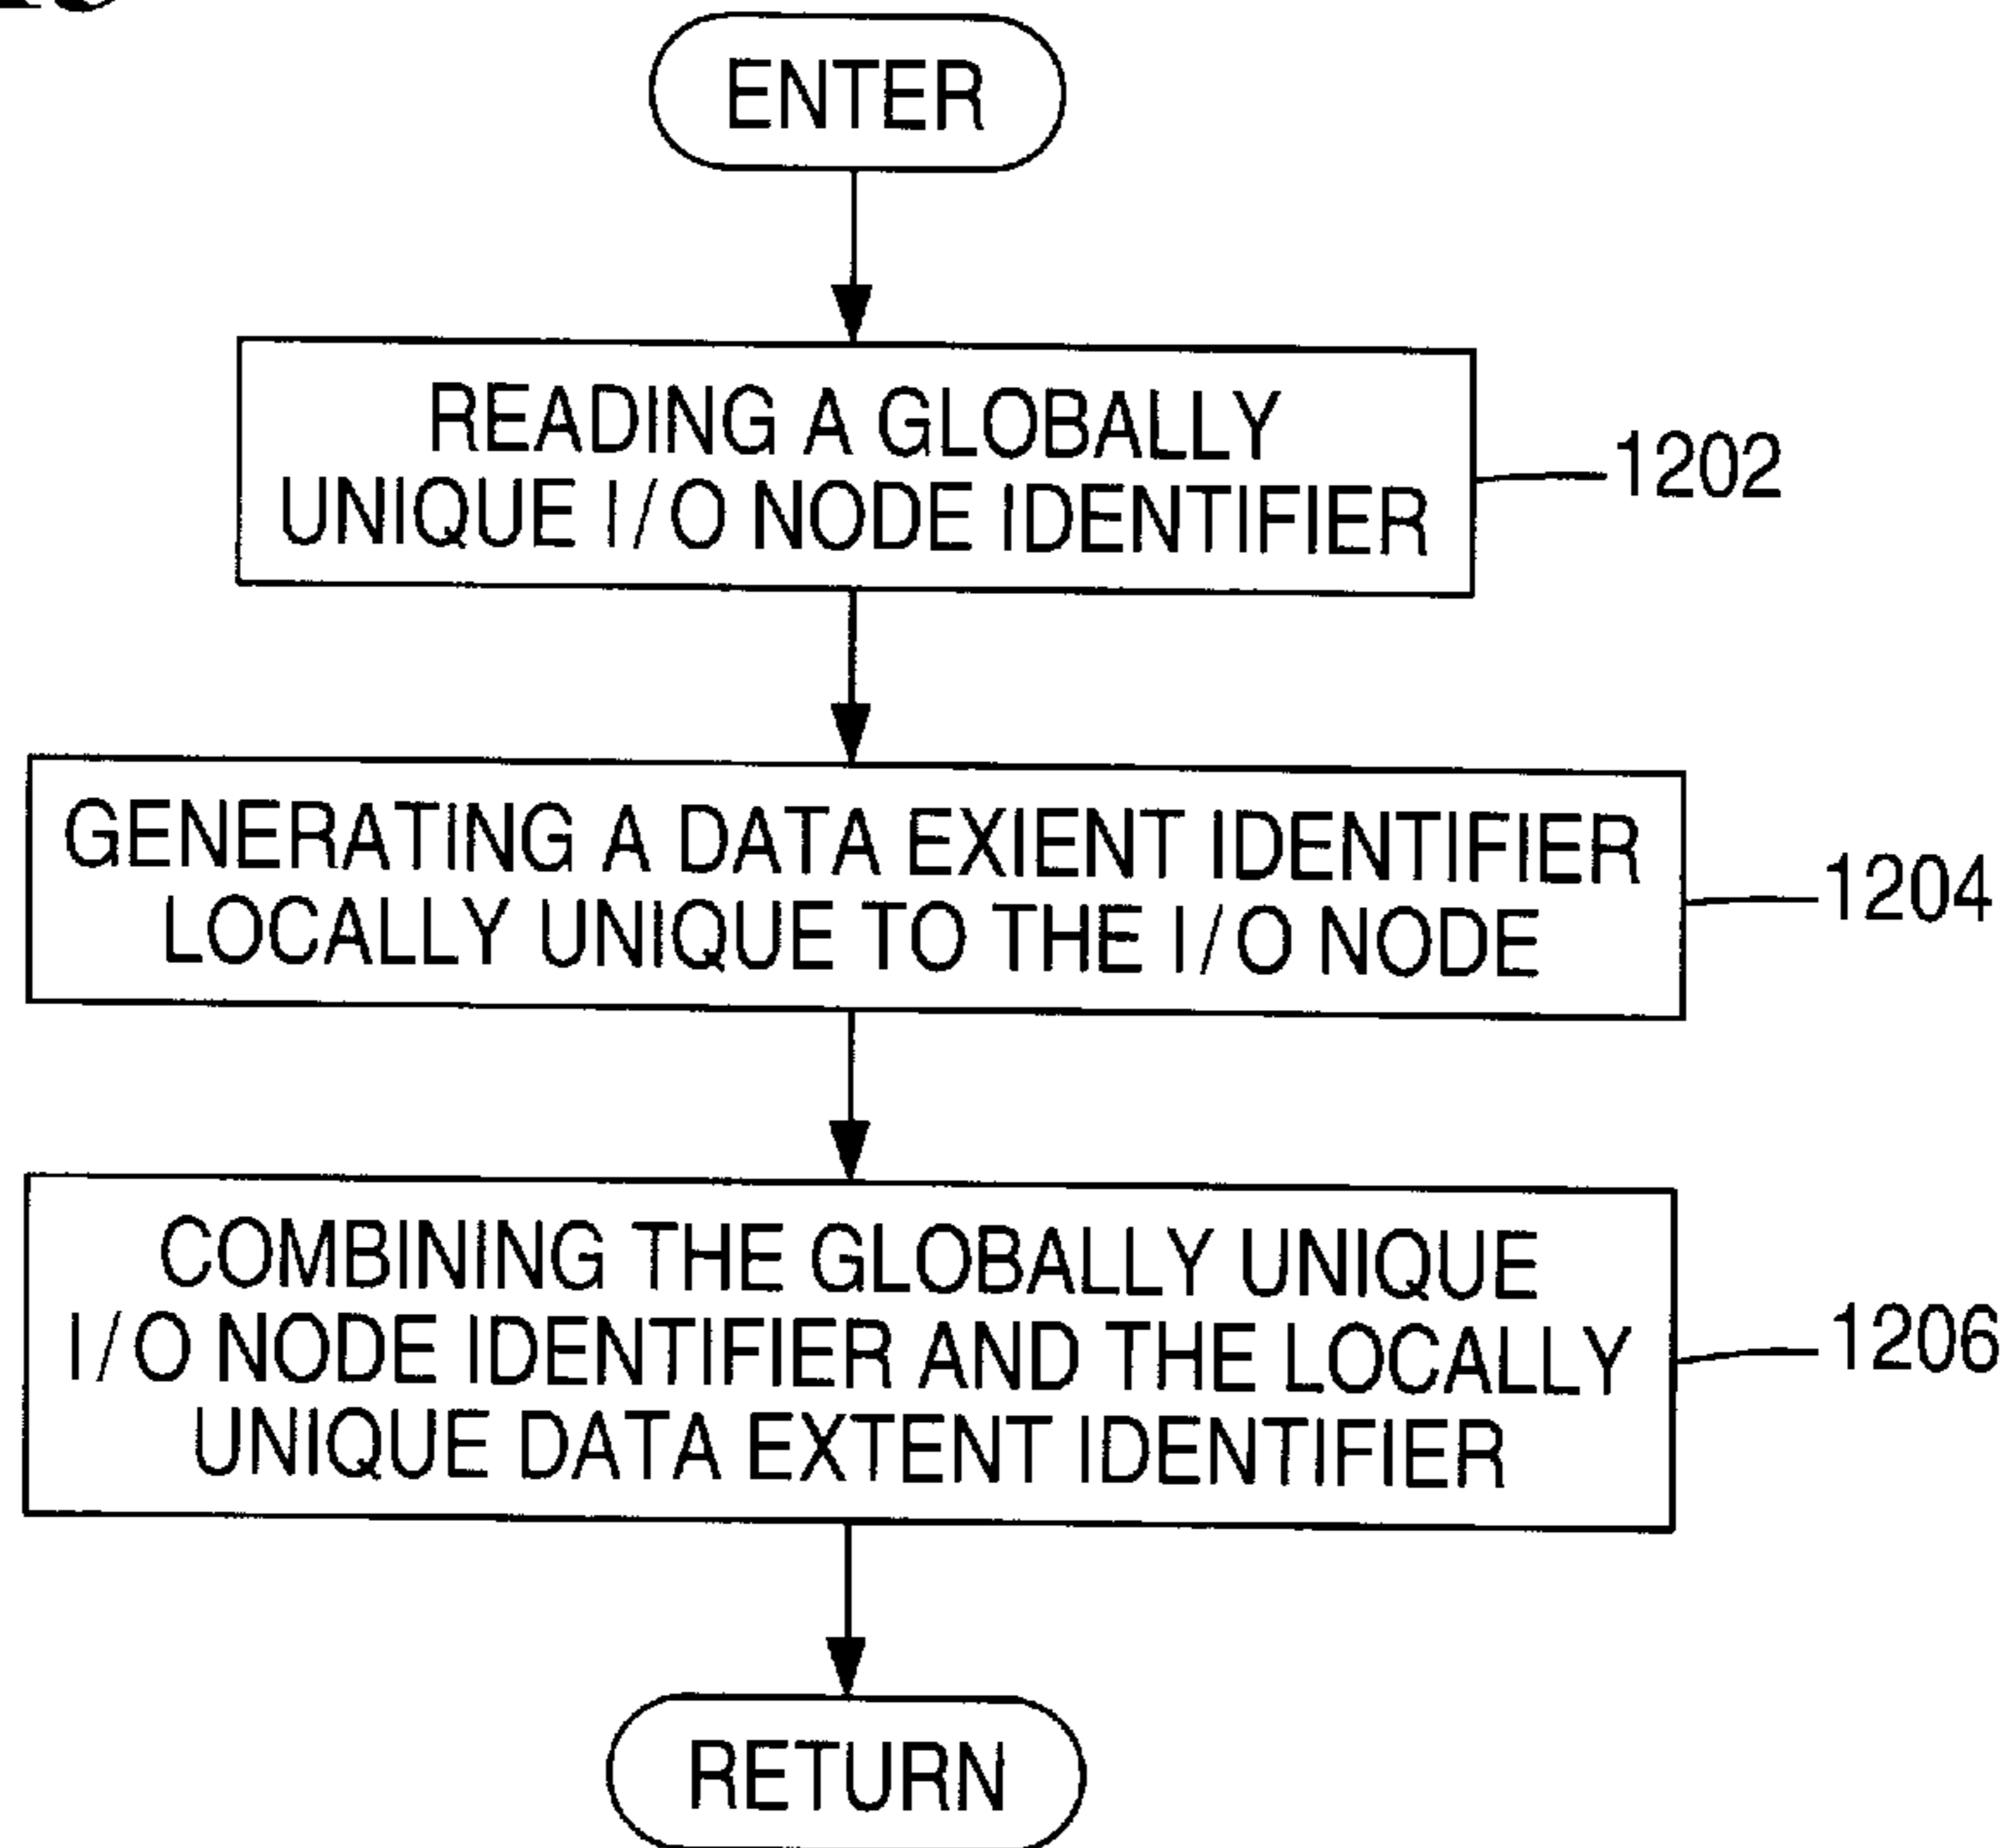 ENTER
READING A GLOBALLY
UNIQUE I/O NODE IDENTIFIER
1202
GENERATING A DATA EXIENT IDENTIFIER
LOCALLY UNIQUE TO THE I/O NODE
1204
COMBINING THE GLOBALLY UNIQUE
I/O NODE IDENTIFIER AND THE LOCALLY
UNIQUE DATA EXTENT IDENTIFIER
1206
RETURN